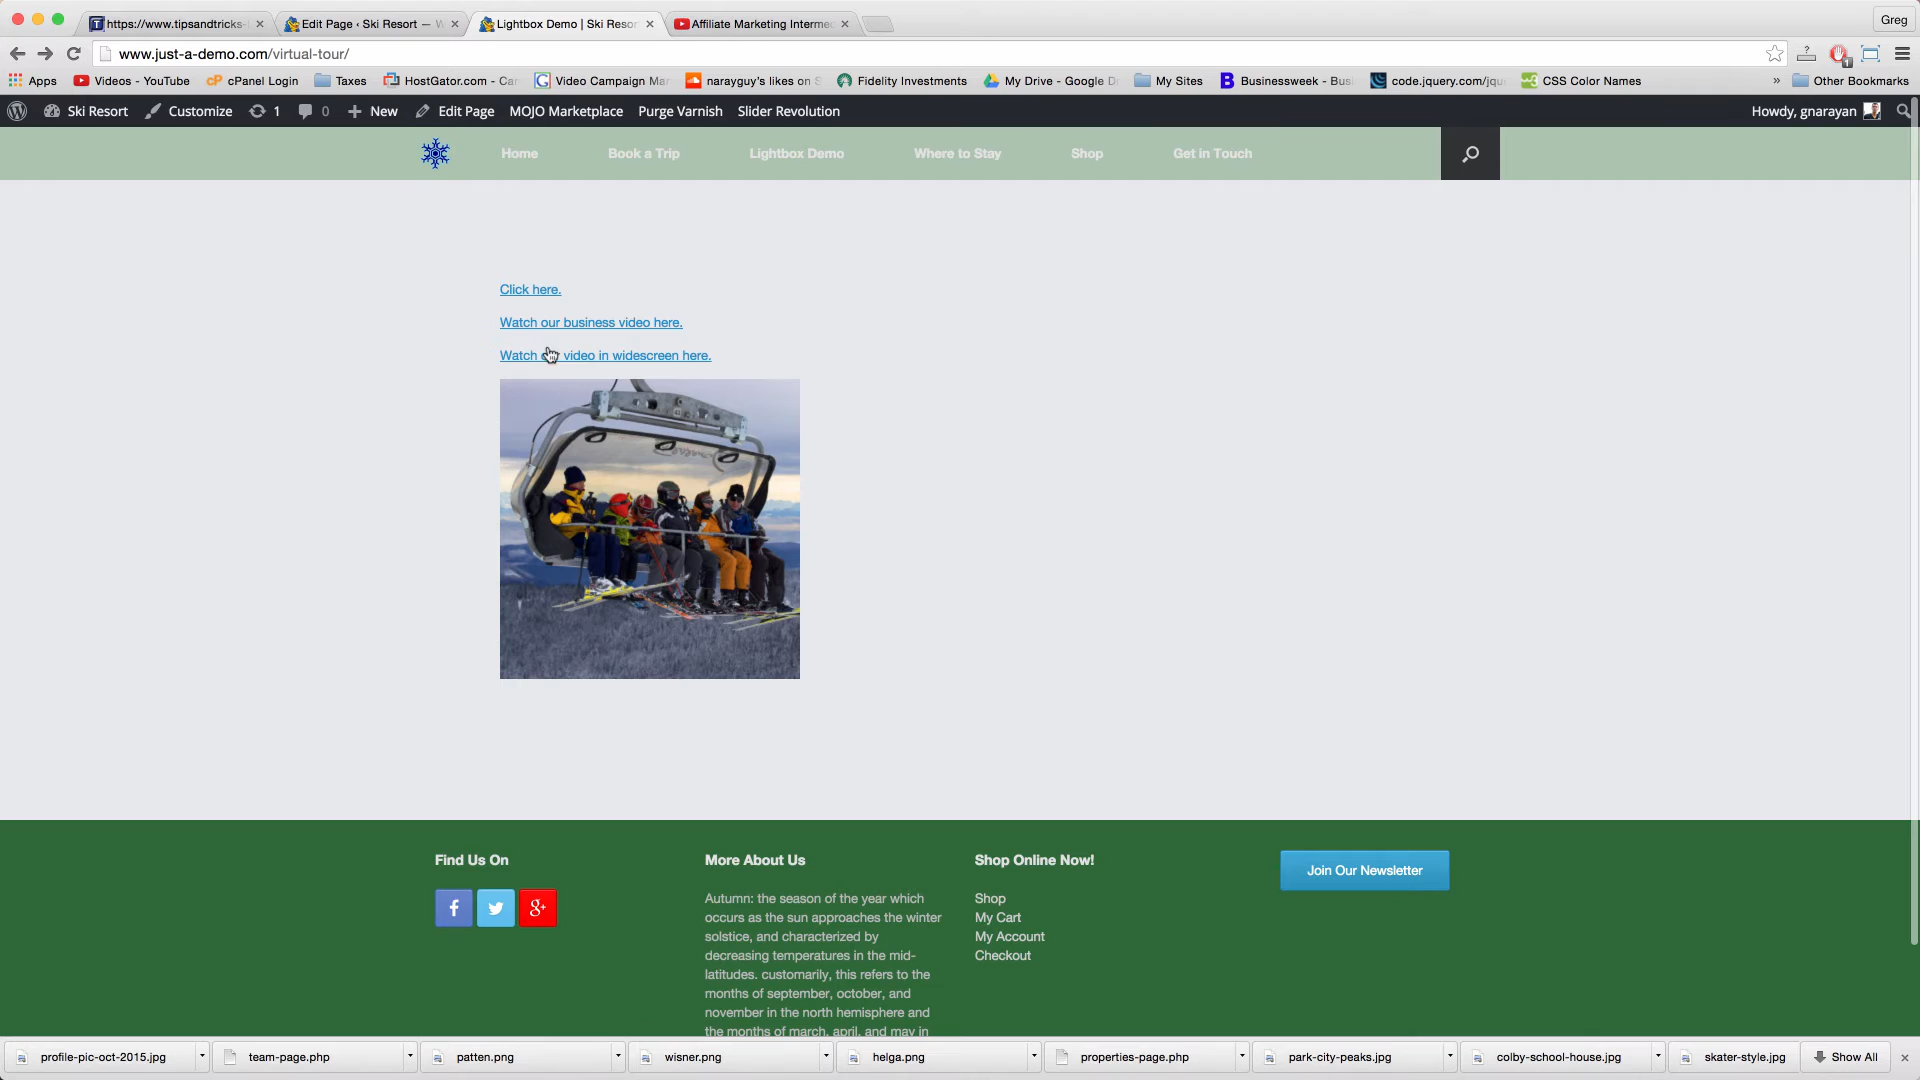 https://www.tipsandtricks-
Edit Page ‹ Ski Resort —
Lightbox Demo | Ski Resor
Affiliate Marketing Intermed
Greg
www.just-a-demo.com/virtual-tour/
Apps
Videos - YouTube
cPanel Login
Taxes
HostGator.com - Ca
Video Campaign Ma
narayguy's likes on S
Fidelity Investments
My Drive - Google D
My Sites
Businessweek - Bus
code.jquery.com/jqu
CSS Color Names
»
Other Bookmarks
Ski Resort
Customize
1
0
New
Edit Page
MOJO Marketplace
Purge Varnish
Slider Revolution
Howdy, gnarayan
Home
Book a Trip
Lightbox Demo
Where to Stay
Shop
Get in Touch
Click here.
Watch our business video here.
Watch video in widescreen here.
Find Us On
More About Us
Autumn: the season of the year which
occurs as the sun approaches the winter
solstice, and characterized by
decreasing temperatures in the mid-
latitudes. customarily, this refers to the
months of september, october, and
november in the north hemisphere and
the months of march, april, and may in
Shop Online Now!
Shop
My Cart
My Account
Checkout
Join Our Newsletter
profile-pic-oct-2015.jpg
team-page.php
patten.png
wisner.png
helga.png
properties-page.php
park-city-peaks.jpg
colby-school-house.jpg
skater-style.jpg
Show All